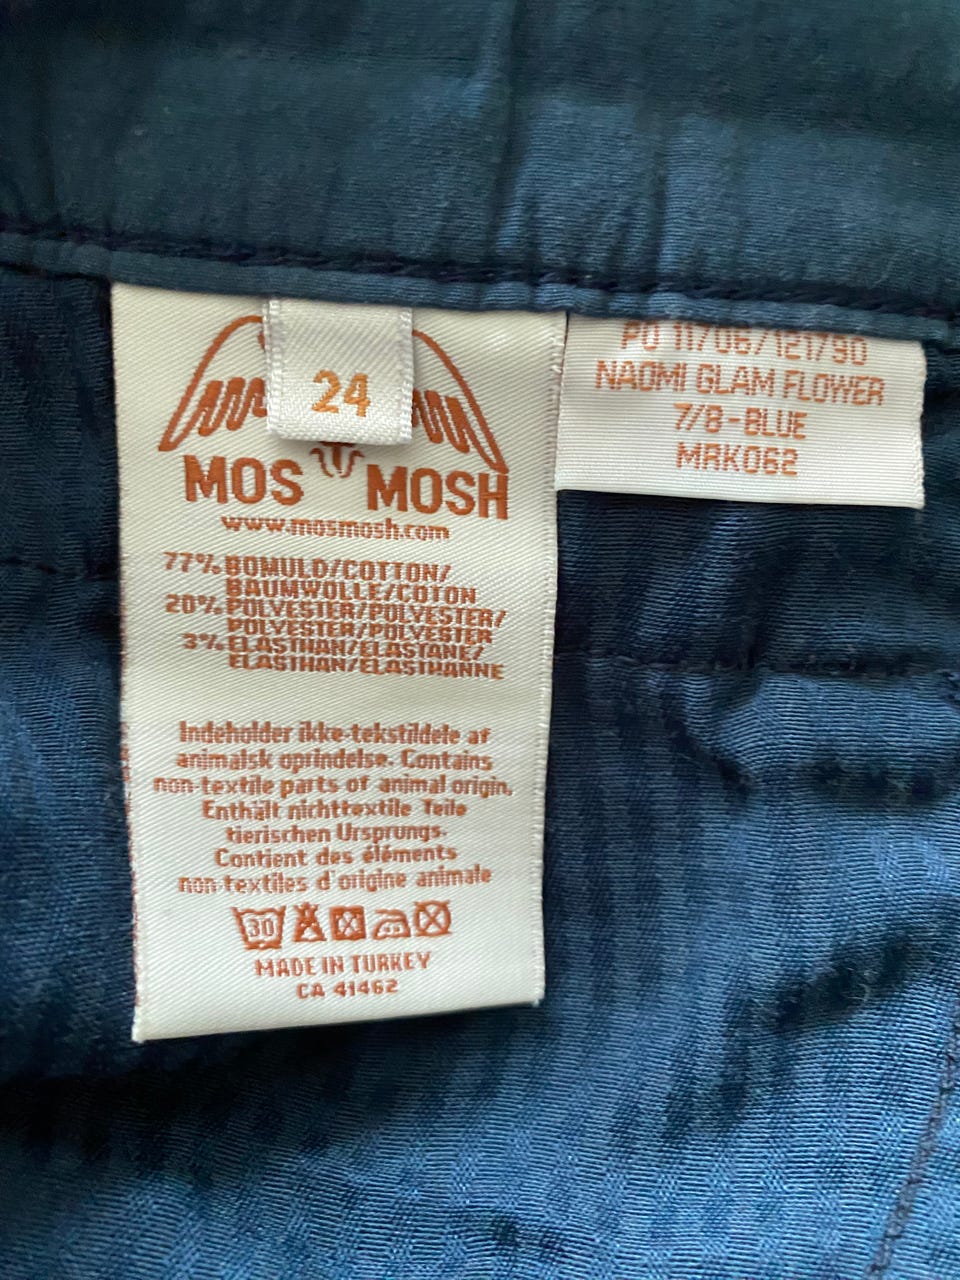 24
MOS MOSH
www.mosmosh.com
77% BOMULD/COTTON/
BAUMWOLLE/COTON
20% POLYESTER/POLYESTER/
POLYESTER/POLYESTER
3% ELASTHAN/ELASTANE/
ELASTHAN/ELASTHANNE
Indeholder ikke-tekstildele af
animalsk oprindelse. Contains
non-textile parts of animal origin.
Enthält nichttextile Teile
tierischen Ursprungs.
Contient des éléments
non-textiles d'origine animale
30
MADE IN TURKEY
CA 41462
PO 11/06/121790
NAOMI GLAM FLOWER
7/8-BLUE
MRK062